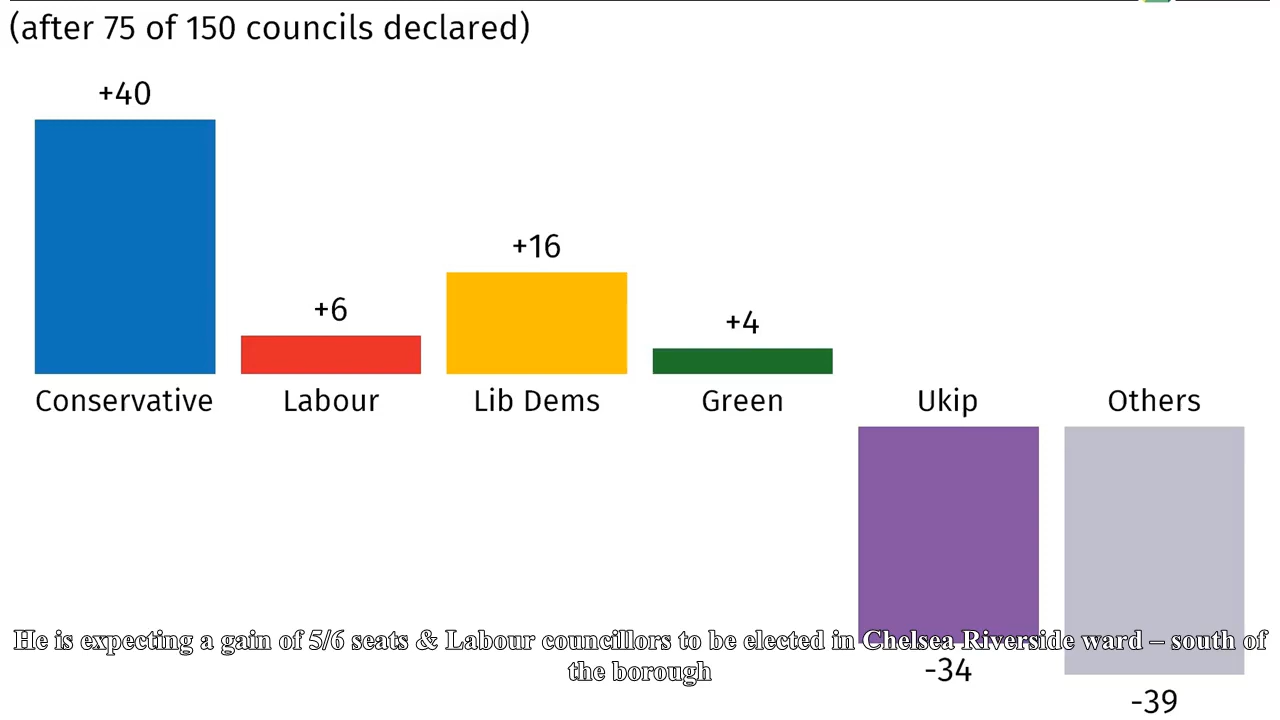 (after 75 of 150 councils declared)
+40
+6
+16
+4
Conservative
Labour
Lib Dems
Green
Ukip
Others
-34
-39
He is expecting a gain of 5/6 seats & Labour councillors to be elected in Chelsea Riverside ward – south of
the borough